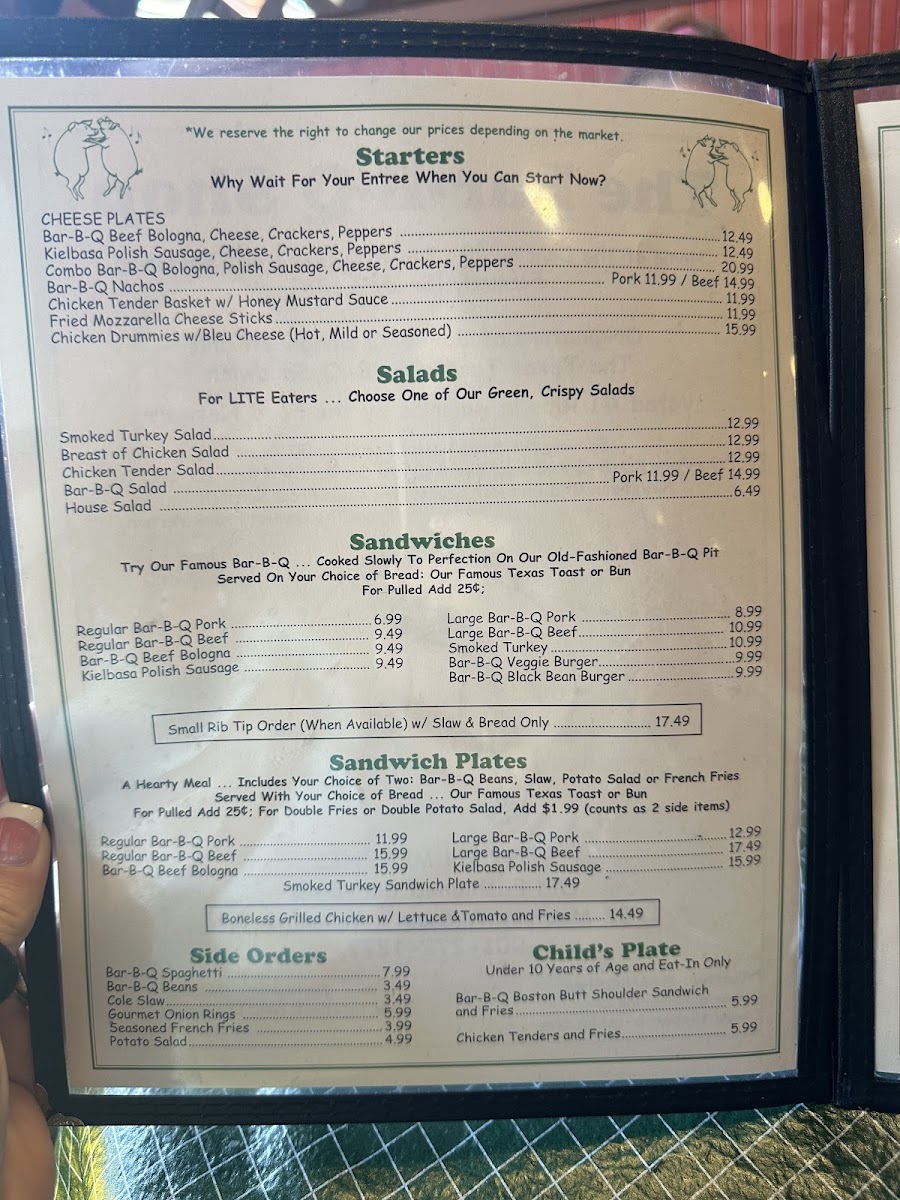 *We reserve the right to change our prices depending on the market.
Starters
Why Wait For Your Entree When You Can Start Now?
CHEESE PLATES
Bar-B-Q Beef Bologna, Cheese, Crackers, Peppers 12.49
Kielbasa Polish Sausage, Cheese, Crackers, Peppers 12.49
Combo Bar-B-Q Bologna, Polish Sausage, Cheese, Crackers, Peppers 20.99
Bar-B-Q Nachos Pork 11.99 / Beef 14.99
Chicken Tender Basket w/ Honey Mustard Sauce 11.99
Fried Mozzarella Cheese Sticks 11.99
Chicken Drummies w/Bleu Cheese (Hot, Mild or Seasoned) 15.99
Salads
For LITE Eaters ... Choose One of Our Green, Crispy Salads
Smoked Turkey Salad 12.99
Breast of Chicken Salad 12.99
Chicken Tender Salad 12.99
Bar-B-Q Salad Pork 11.99 / Beef 14.99
House Salad 6.49
Sandwiches
Try Our Famous Bar-B-Q ... Cooked Slowly To Perfection On Our Old-Fashioned Bar-B-Q Pit
Served On Your Choice of Bread: Our Famous Texas Toast or Bun
For Pulled Add 25¢;
Regular Bar-B-Q Pork 6.99
Regular Bar-B-Q Beef 9.49
Bar-B-Q Beef Bologna 9.49
Kielbasa Polish Sausage 9.49
Large Bar-B-Q Pork 8.99
Large Bar-B-Q Beef 10.99
Smoked Turkey 10.99
Bar-B-Q Veggie Burger 9.99
Bar-B-Q Black Bean Burger 9.99
Small Rib Tip Order (When Available) w/ Slaw & Bread Only 17.49
Sandwich Plates
A Hearty Meal ... Includes Your Choice of Two: Bar-B-Q Beans, Slaw, Potato Salad or French Fries
Served With Your Choice of Bread ... Our Famous Texas Toast or Bun
For Pulled Add 25¢; For Double Fries or Double Potato Salad, Add $1.99 (counts as 2 side items)
Regular Bar-B-Q Pork 11.99
Regular Bar-B-Q Beef 15.99
Bar-B-Q Beef Bologna 15.99
Large Bar-B-Q Pork 12.99
Large Bar-B-Q Beef 17.49
Kielbasa Polish Sausage 15.99
Smoked Turkey Sandwich Plate 17.49
Boneless Grilled Chicken w/ Lettuce &Tomato and Fries 14.49
Side Orders
Bar-B-Q Spaghetti 7.99
Bar-B-Q Beans 3.49
Cole Slaw 3.49
Gourmet Onion Rings 5.99
Seasoned French Fries 3.99
Potato Salad 4.99
Child's Plate
Under 10 Years of Age and Eat-In Only
Bar-B-Q Boston Butt Shoulder Sandwich
and Fries 5.99
Chicken Tenders and Fries 5.99